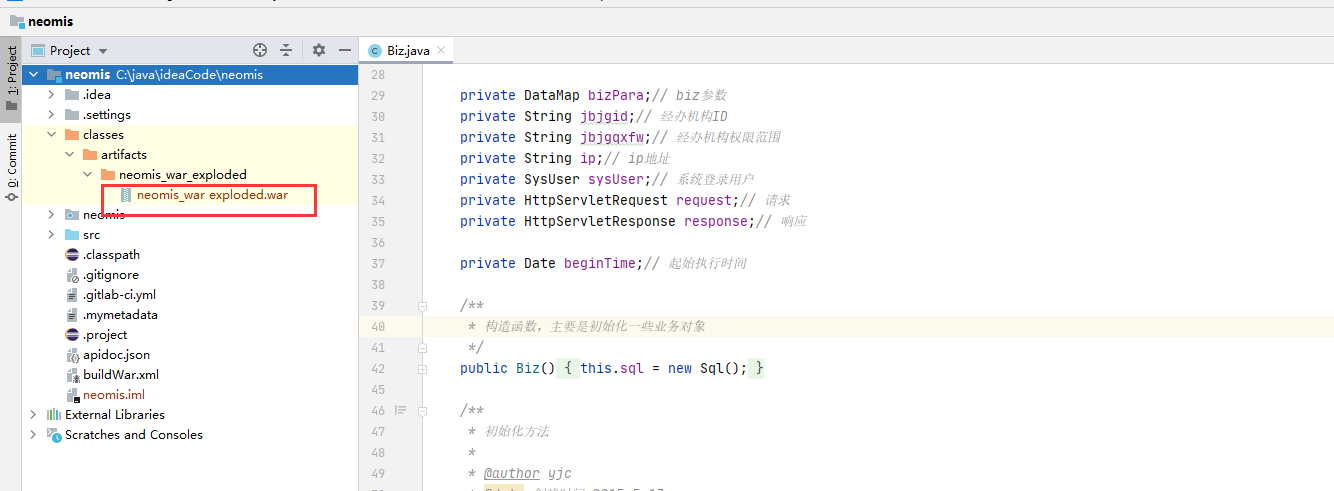 neomis
Project
Biz.java
1: Project
0: Commit
neomis C:\java\ideaCode\neomis
.idea
.settings
classes
artifacts
neomis_war_exploded
neomis_war_exploded.war
neomis
src
.classpath
.gitignore
.gitlab-ci.yml
.mymetadata
.project
apidoc.json
buildWar.xml
neomis.iml
External Libraries
Scratches and Consoles
28
29 private DataMap bizPara;// biz参数
30 private String jbjgid;// 经办机构ID
31 private String jbjgqxfw;// 经办机构权限范围
32 private String ip;// ip地址
33 private SysUser sysUser;// 系统登录用户
34 private HttpServletRequest request;// 请求
35 private HttpServletResponse response;// 响应
36
37 private Date beginTime;// 起始执行时间
38
39 /**
40 * 构造函数，主要是初始化一些业务对象
41 */
42 public Biz() { this.sql = new Sql(); }
45
46 /**
47 * 初始化方法
48 *
49 * @author yjc